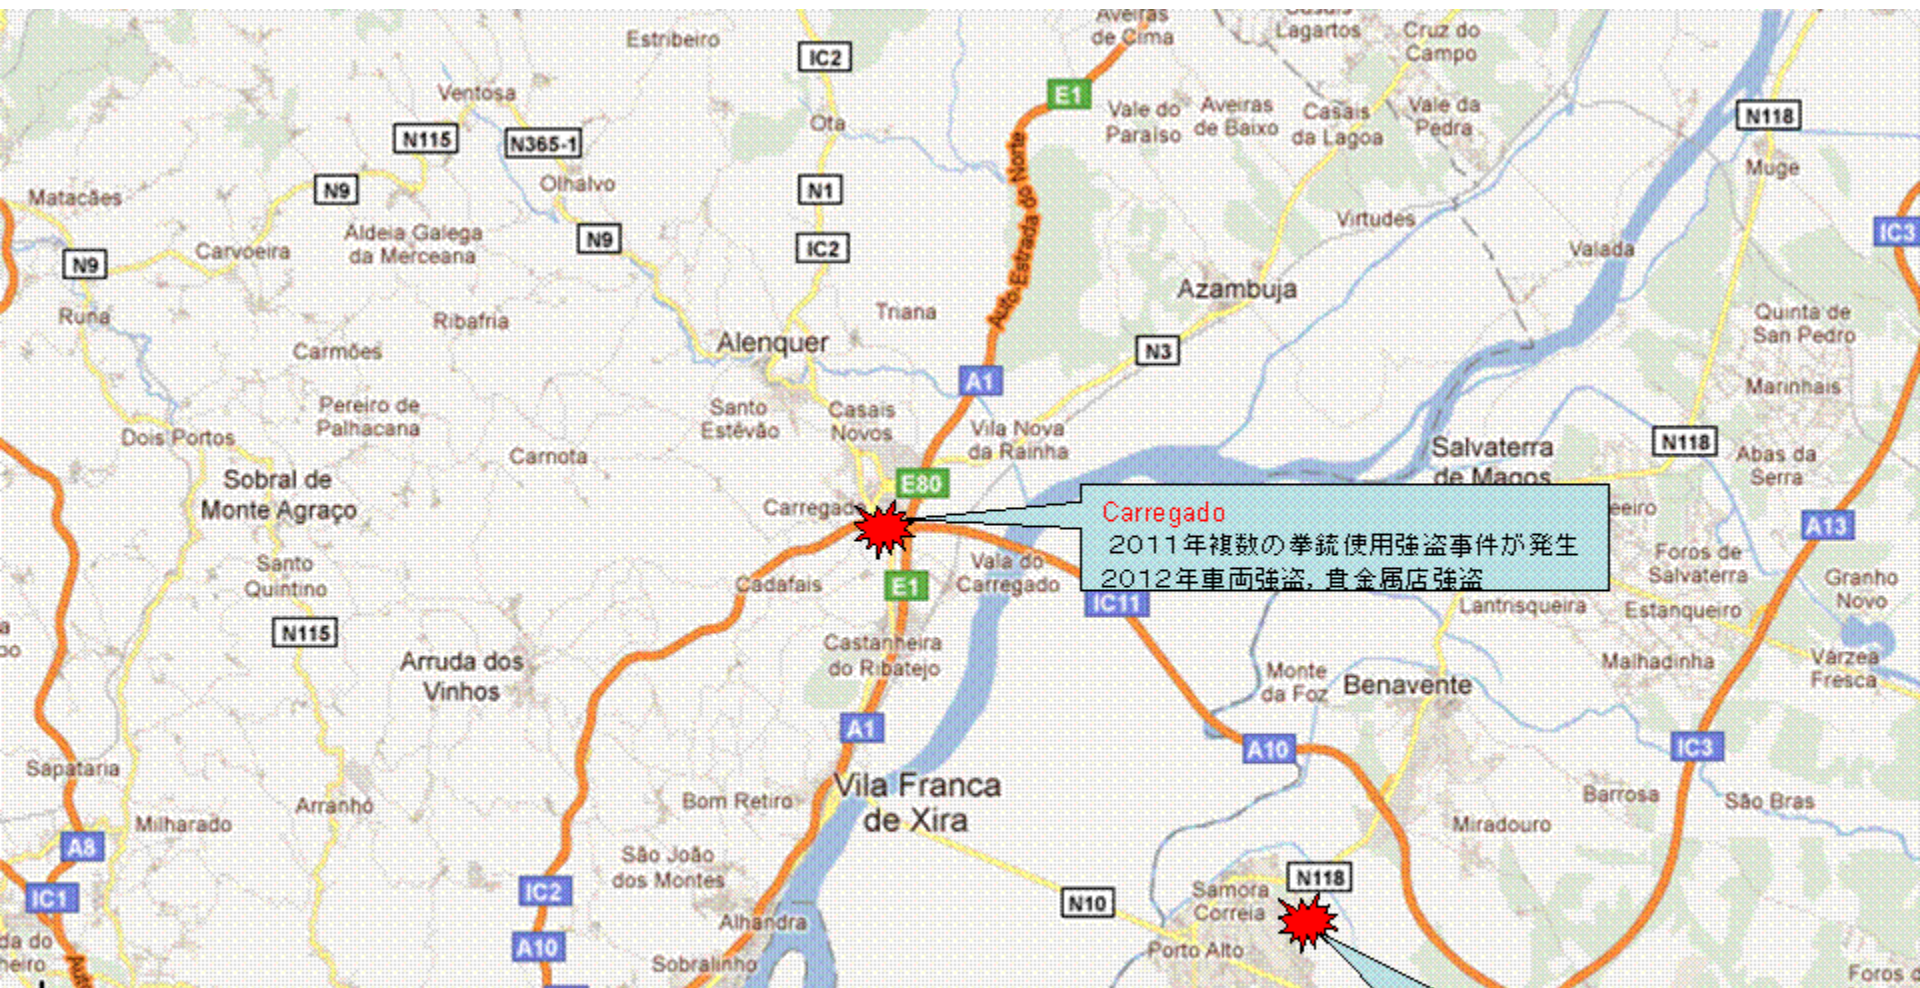 Aveiras
de Cima
Lagartos
Cruz do
Campo
Estribeiro
IC2
E1
Ventosa
Vale do
Paraíso
Aveiras
de Baixo
Casais
da Lagoa
Vale da
Pedra
N118
N115
N365-1
Ota
Auto-Estrada do Norte
Muge
Matacães
N9
Olhalvo
N1
Virtudes
IC3
Aldeia Galega
da Merceana
N9
IC2
Valada
Carvoeira
N9
Azambuja
Runa
Ribafria
Triana
Quinta de
San Pedro
Carmões
Alenquer
N3
A1
Marinhais
Pereiro de
Palhacana
Santo
Estêvão
Casais
Novos
Vila Nova
da Rainha
Dois Portos
Carnota
Salvaterra
de Magos
N118
Abas da
Serra
Sobral de
Monte Agraço
E80
Carregado
Carregado
2011年複数の拳銃使用強盗事件が発生
2012年車両強盗，貴金属店強盗
eeiro
A13
Santo
Quintino
Cadafais
E1
Vala do
Carregado
IC11
Foros de
Salvaterra
Granho
Novo
Lantrisqueira
Estanqueiro
N115
Castanheira
do Ribatejo
Arruda dos
Vinhos
Monte
da Foz
Benavente
Malhadinha
Várzea
Fresca
A1
A10
IC3
Sapataria
Vila Franca
de Xira
Bom Retiro
Arranhó
Barrosa
São Bras
Milharado
Miradouro
A8
São João
dos Montes
N118
IC1
IC2
N10
Samora
Correia
Alhandra
A10
Porto Alto
da do
heiro
Sobralinho
Foros d